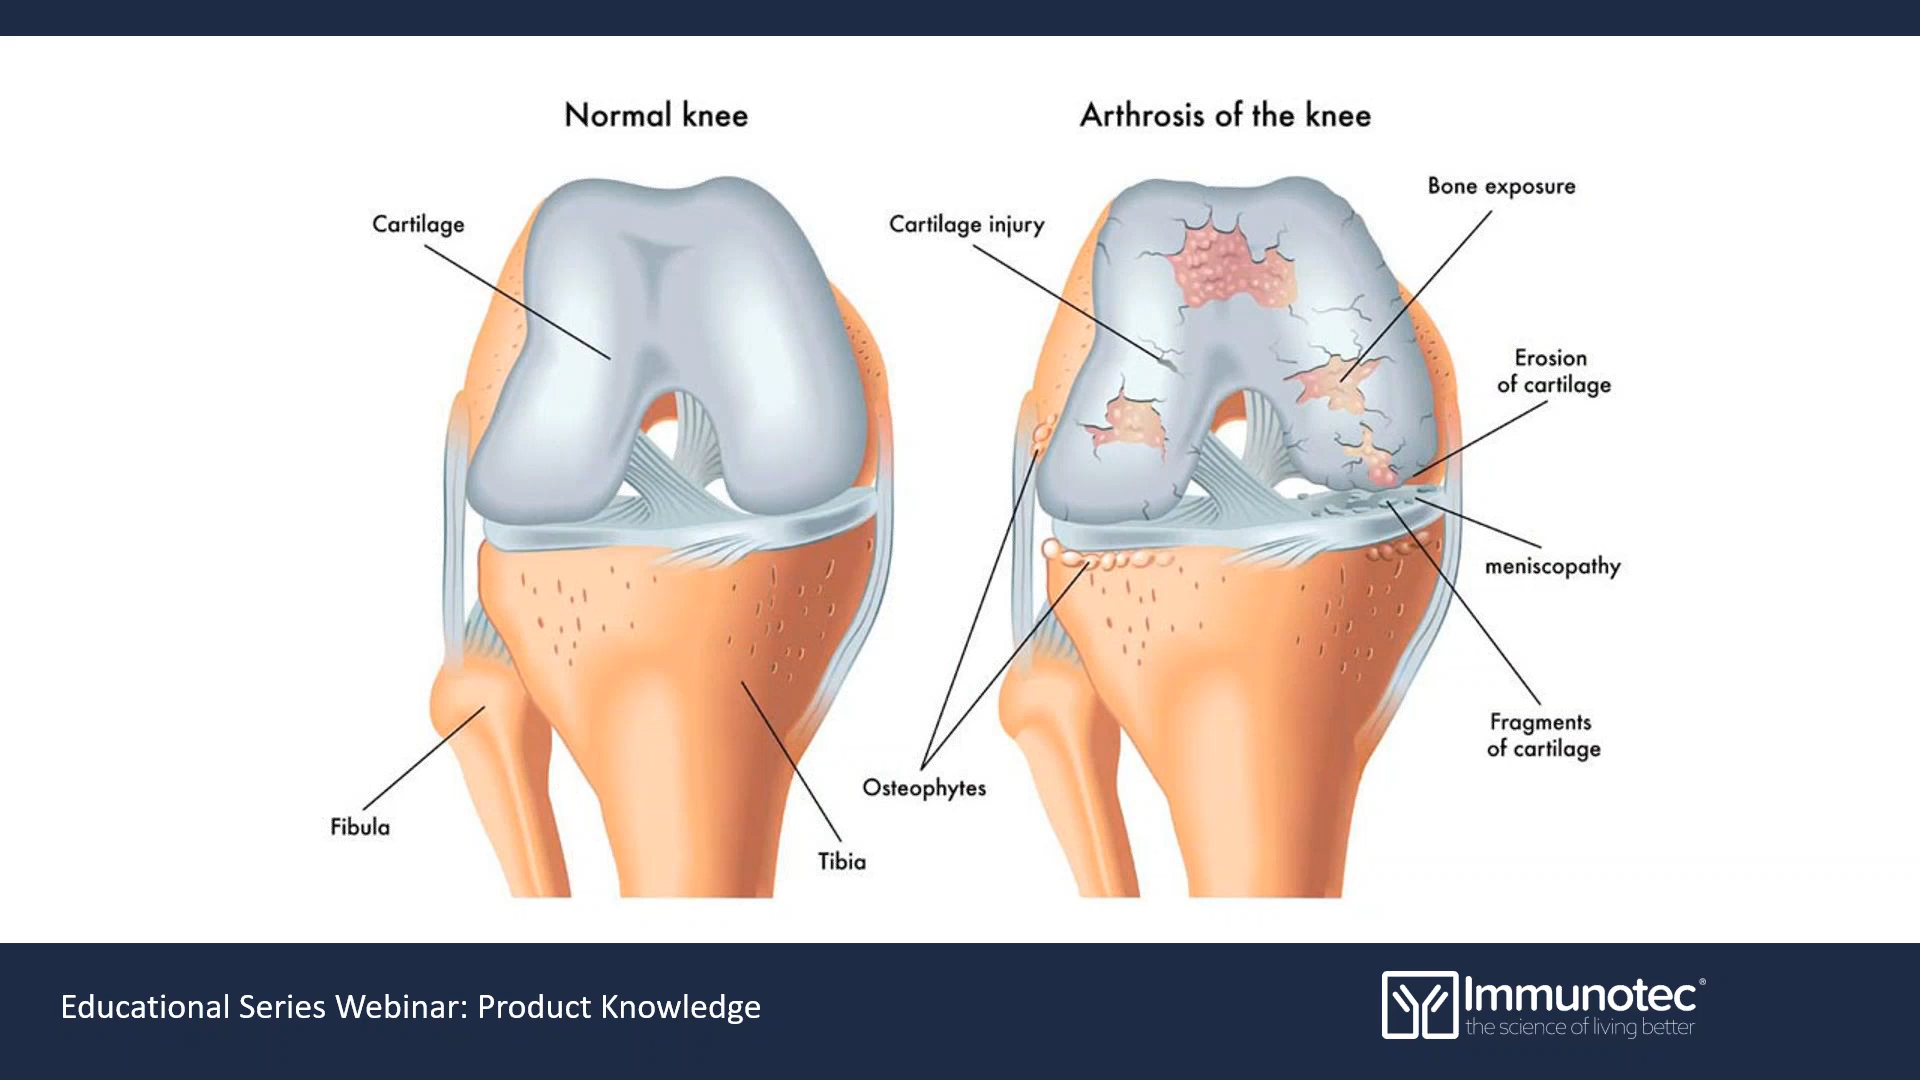 Normal knee
Arthrosis of the knee
Bone exposure
Cartilage
Cartilage injury
Erosion
of cartilage
meniscopathy
Fragments
of cartilage
Osteophytes
Fibula
Tibia
Educational Series Webinar: Product Knowledge
Immunotec®
the science of living better